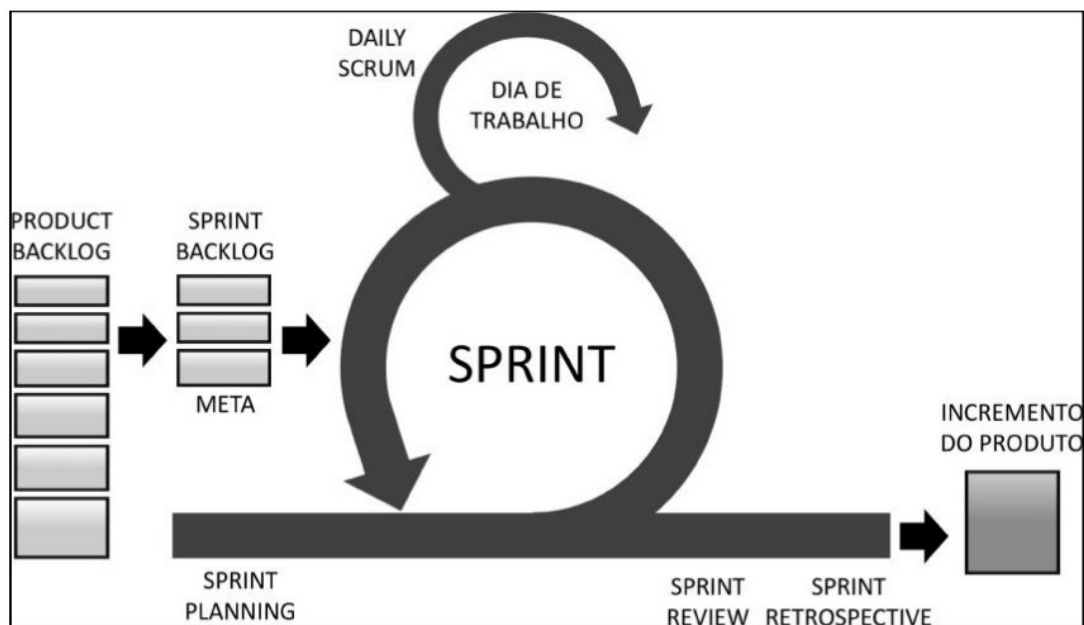 DAILY
SCRUM
DIA DE
TRABALHO
PRODUCT
BACKLOG
SPRINT
BACKLOG
SPRINT
META
INCREMENTO
DO PRODUTO
SPRINT
PLANNING
SPRINT
REVIEW
SPRINT
RETROSPECTIVE